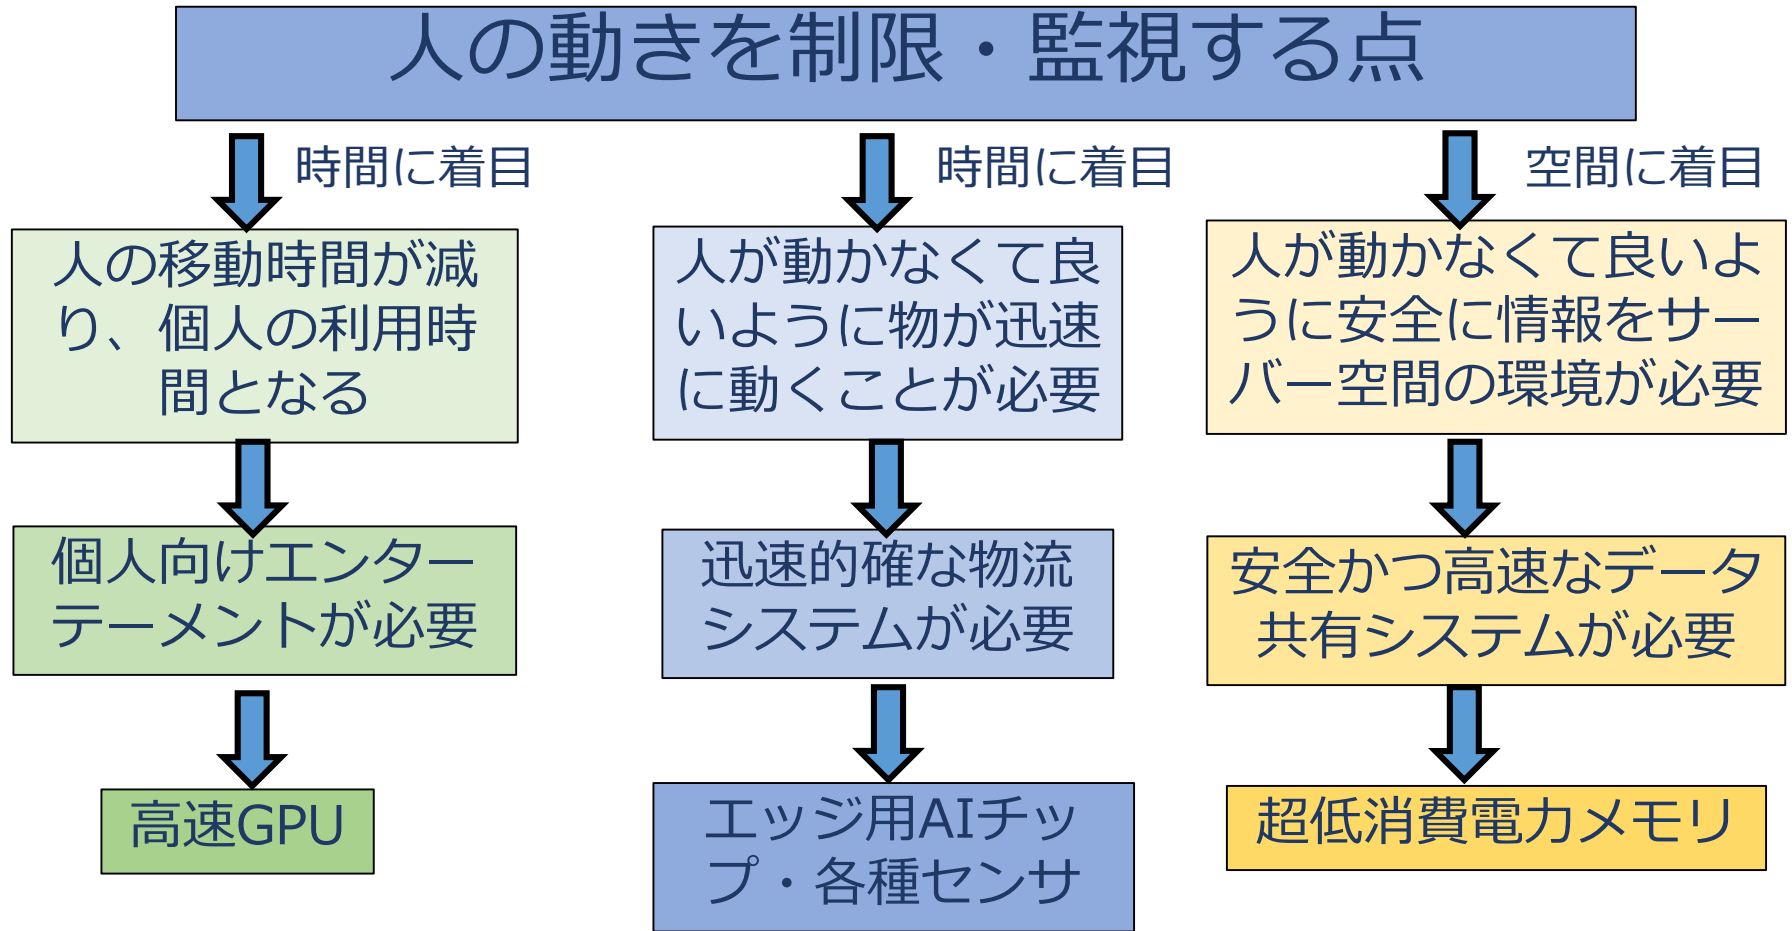 人の動きを制限・監視する点
時間に着目
時間に着目
空間に着目
人の移動時間が減
り、個人の利用時
間となる
人が動かなくて良
いように物が迅速
に動くことが必要
人が動かなくて良いよ
うに安全に情報をサー
バー空間の環境が必要
個人向けエンター
テーメントが必要
迅速的確な物流
システムが必要
安全かつ高速なデータ
共有システムが必要
高速GPU
エッジ用AIチッ
プ・各種センサ
超低消費電力メモリ